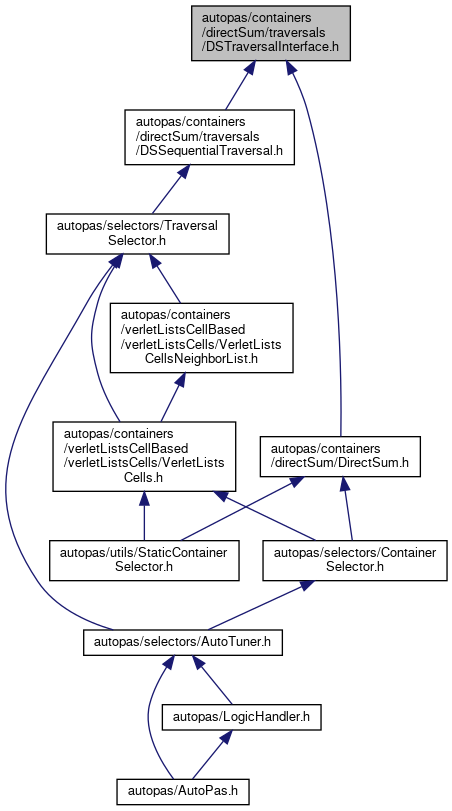 autopas/containers
/directSum/traversals
/DSTraversalInterface.h
autopas/containers
/directSum/traversals
/DSSequentialTraversal.h
autopas/selectors/Traversal
Selector.h
autopas/containers
/verletListsCellBased
/verletListsCells/VerletLists
CellsNeighborList.h
autopas/containers
/verletListsCellBased
/verletListsCells/VerletLists
Cells.h
autopas/containers
/directSum/DirectSum.h
autopas/utils/StaticContainer
Selector.h
autopas/selectors/Container
Selector.h
autopas/selectors/AutoTuner.h
autopas/LogicHandler.h
autopas/AutoPas.h